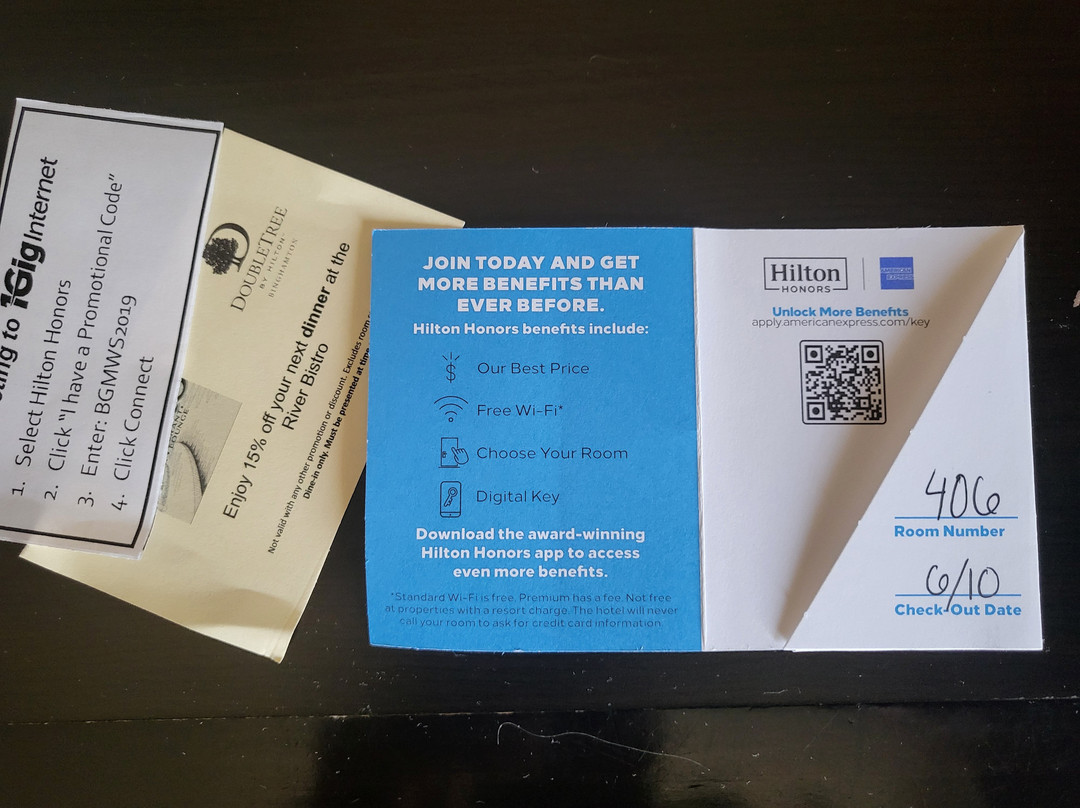 ting to 1Gig Internet
1. Select Hilton Honors
2. Click "I have a Promotional Code"
3. Enter: BGMWS2019
4. Click Connect
DOUBLETREE
BY HILTON™
BINGHAMTON
Enjoy 15% off your next dinner at the
River Bistro
Not valid with any other promotion or discount. Excludes room
Dine-in only. Must be presented at time
LOUNGE
JOIN TODAY AND GET
MORE BENEFITS THAN
EVER BEFORE.
Hilton Honors benefits include:
Our Best Price
Free Wi-Fi*
Choose Your Room
Digital Key
Download the award-winning
Hilton Honors app to access
even more benefits.
*Standard Wi-Fi is free. Premium has a fee. Not free
at properties with a resort charge. The hotel will never
call your room to ask for credit card information.
Hilton
HONORS
AMERICAN
EXPRESS
Unlock More Benefits
apply.americanexpress.com/key
406
Room Number
6/10
Check-Out Date